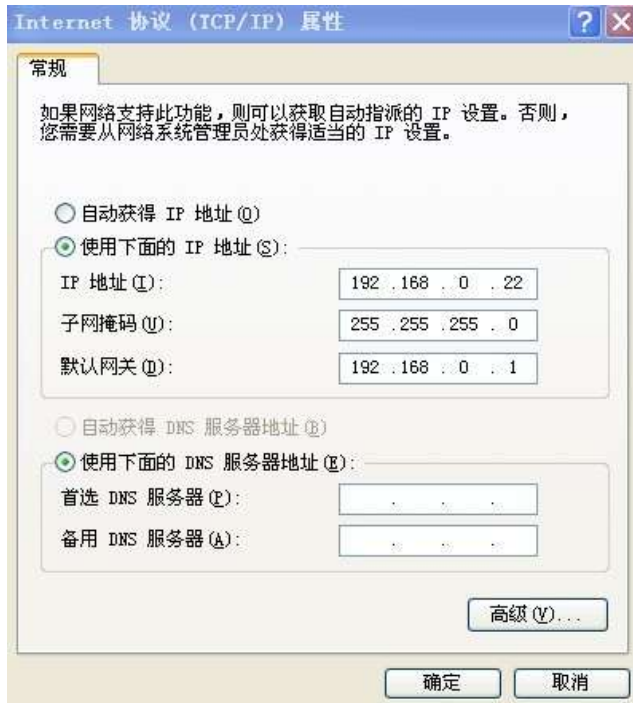 Internet 协议 (TCP/IP) 属性
常规
如果网络支持此功能，则可以获取自动指派的 IP 设置。否则，
您需要从网络系统管理员处获得适当的 IP 设置。
自动获得 IP 地址(O)
使用下面的 IP 地址(S):
IP 地址(I): 192 .168 . 0 . 22
子网掩码(U): 255 .255 .255 . 0
默认网关(D): 192 .168 . 0 . 1
自动获得 DNS 服务器地址(B)
使用下面的 DNS 服务器地址(E):
首选 DNS 服务器(P): . . .
备用 DNS 服务器(A): . . .
高级(V)...
确定 取消